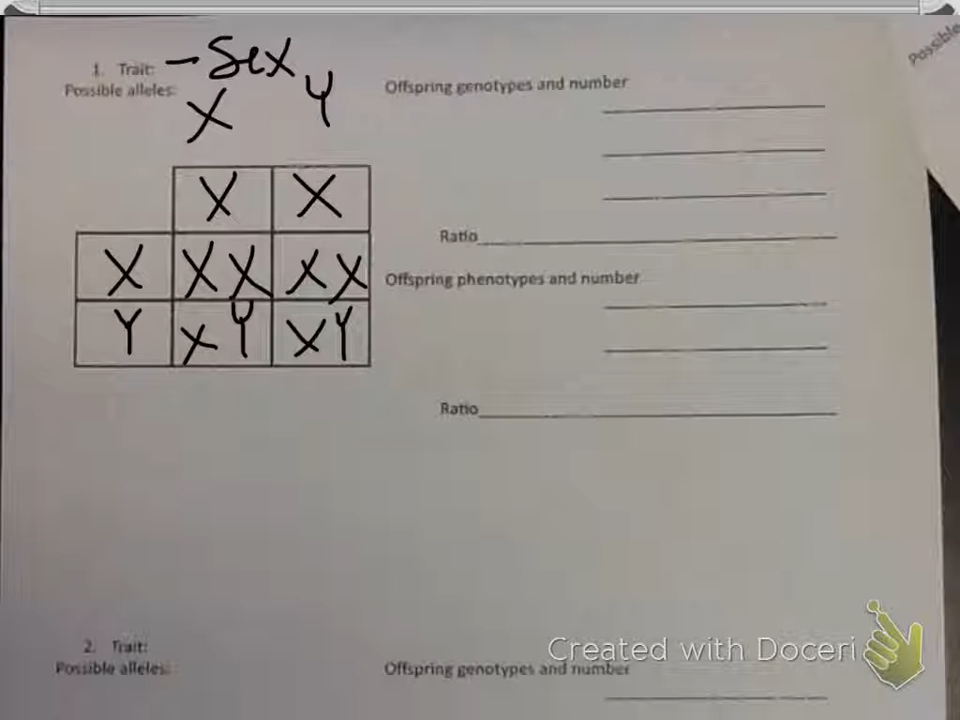 1. Trait: - Sex
Possible alleles: X Y
X X
X XX XX
Y XY XY
Offspring genotypes and number
Ratio
Offspring phenotypes and number
Ratio
Possible
2. Trait:
Possible alleles:
Offspring genotypes and number
Created with Doceri